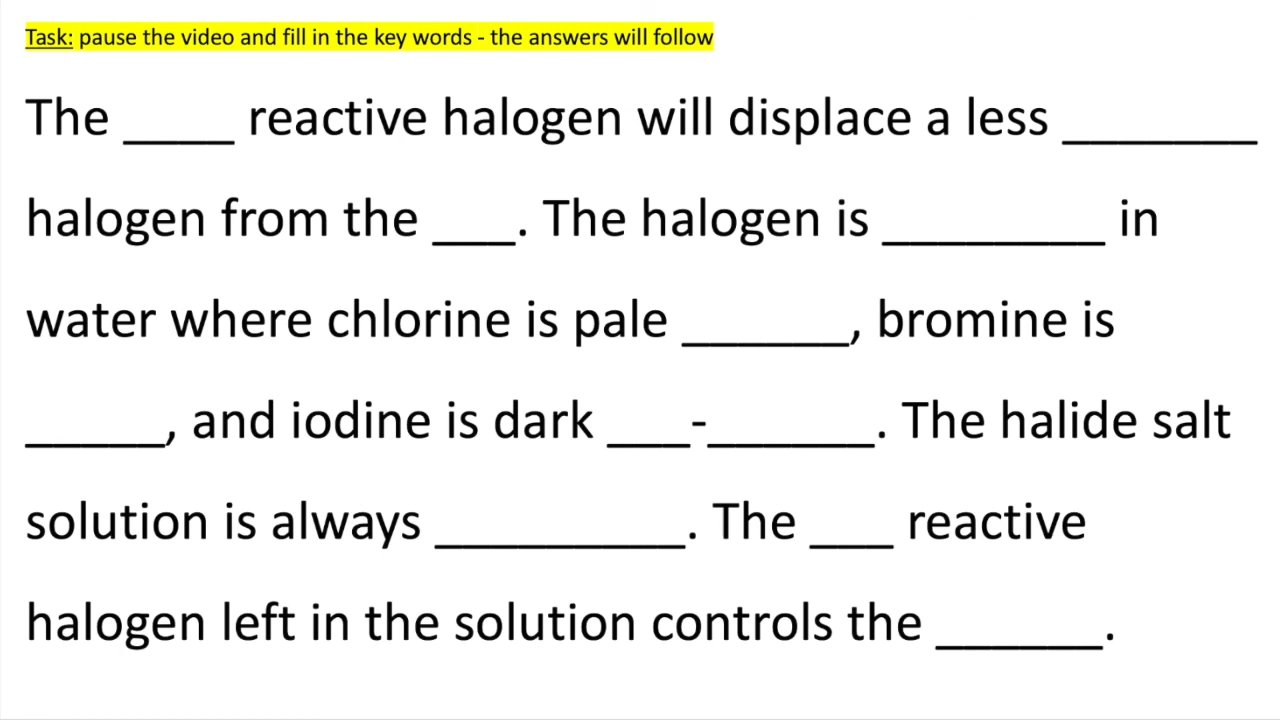 Task: pause the video and fill in the key words - the answers will follow
The ____ reactive halogen will displace a less _______
halogen from the ___. The halogen is ________ in
water where chlorine is pale ______, bromine is
_____, and iodine is dark ___-______. The halide salt
solution is always _________. The ___ reactive
halogen left in the solution controls the ______.